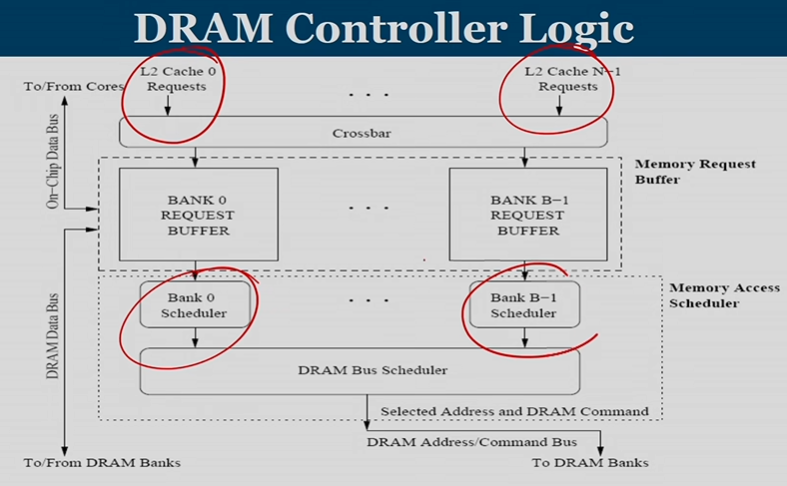 DRAM Controller Logic
L2 Cache 0
Requests
L2 Cache N−1
Requests
To/From Cores
. . .
Crossbar
On−Chip Data Bus
Memory Request
Buffer
BANK 0
REQUEST
BUFFER
. . .
BANK B−1
REQUEST
BUFFER
Bank 0
Scheduler
. . .
Bank B−1
Scheduler
Memory Access
Scheduler
DRAM Data Bus
DRAM Bus Scheduler
Selected Address and DRAM Command
DRAM Address/Command Bus
To/From DRAM Banks
To DRAM Banks